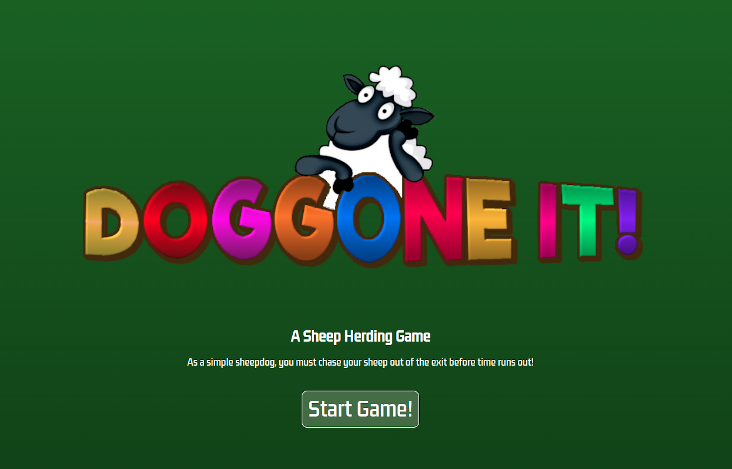 DOGGONE IT!
A Sheep Herding Game
As a simple sheepdog, you must chase your sheep out of the exit before time runs out!
Start Game!